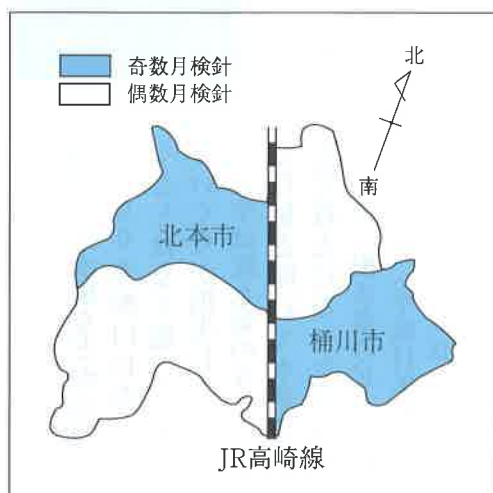 奇数月検針
偶数月検針
北
南
北本市
桶川市
JR高崎線